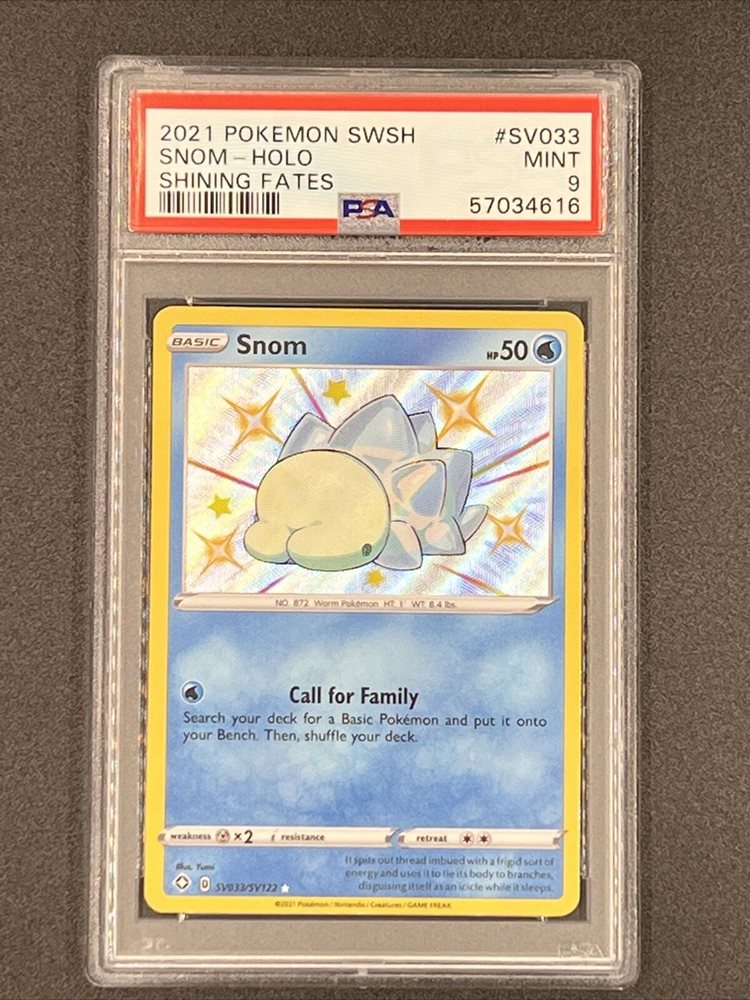 2021 POKEMON SWSH #SV033
SNOM - HOLO MINT
SHINING FATES 9
PSA 57034616
BASIC Snom HP 50
NO. 872 Worm Pokémon HT: 1 WT: 8.4 lbs.
Call for Family
Search your deck for a Basic Pokémon and put it onto
your Bench. Then, shuffle your deck.
weakness ×2 resistance retreat
Illus. Yumi
It spits out thread imbued with a frigid sort of
energy and uses it to tie its body to branches,
disguising itself as an icicle while it sleeps.
D SV033/SV122
©2021 Pokémon / Nintendo / Creatures / GAME FREAK
PSA